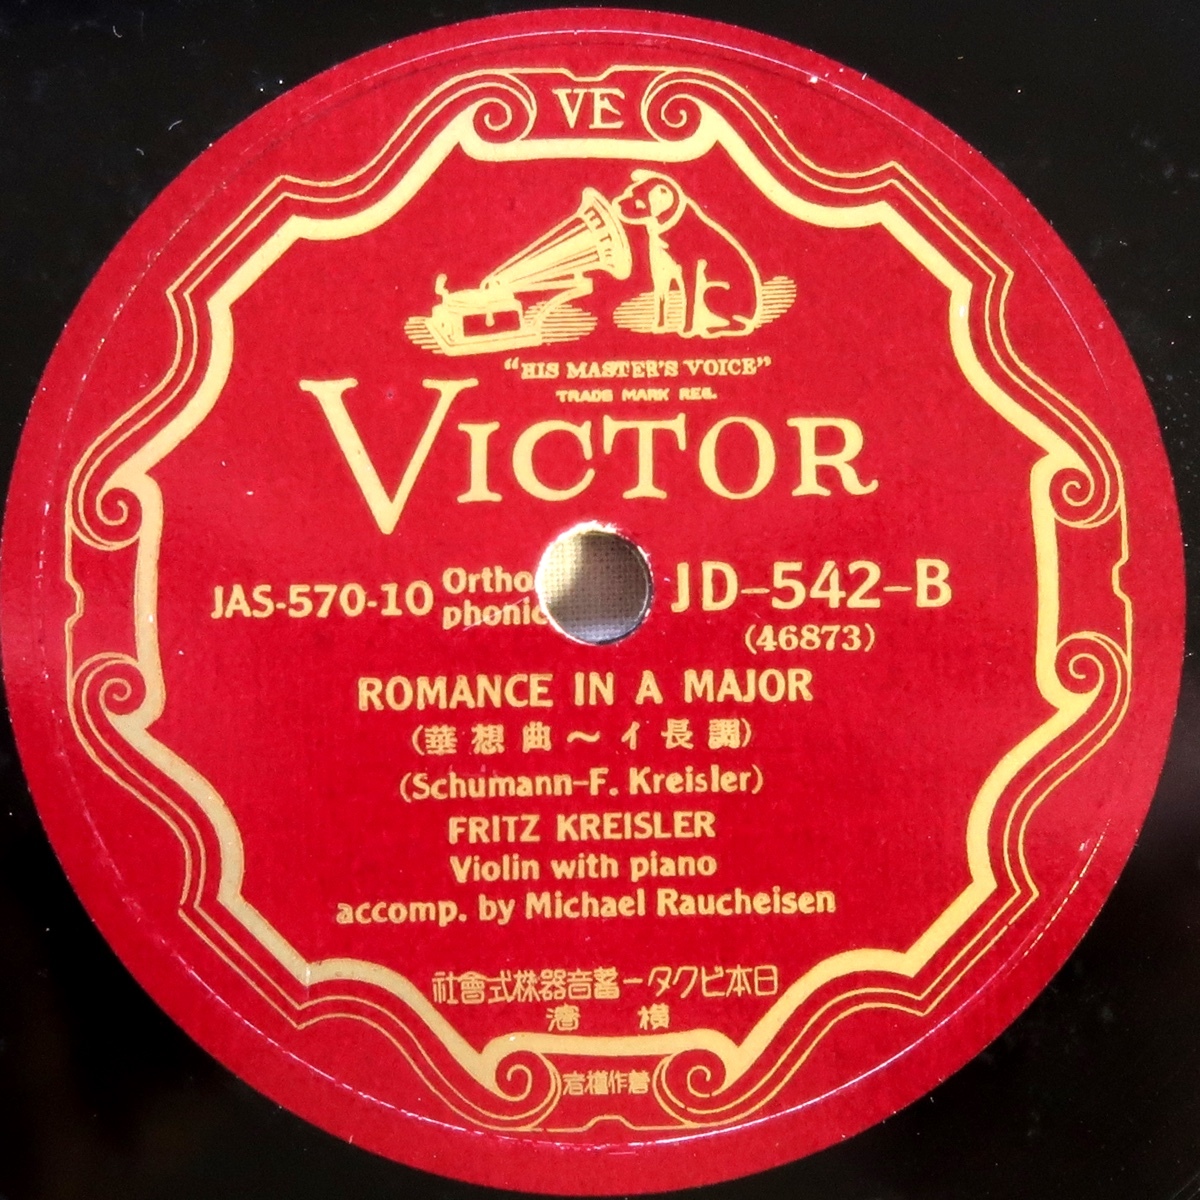 VE
"HIS MASTER'S VOICE"
TRADE MARK REG.
VICTOR
JAS-570-10 Orthophonic JD-542-B
(46873)
ROMANCE IN A MAJOR
(華想曲〜イ長調)
(Schumann-F. Kreisler)
FRITZ KREISLER
Violin with piano
accomp. by Michael Raucheisen
日本ビクター蓄音器株式會社
横濱
著作權者